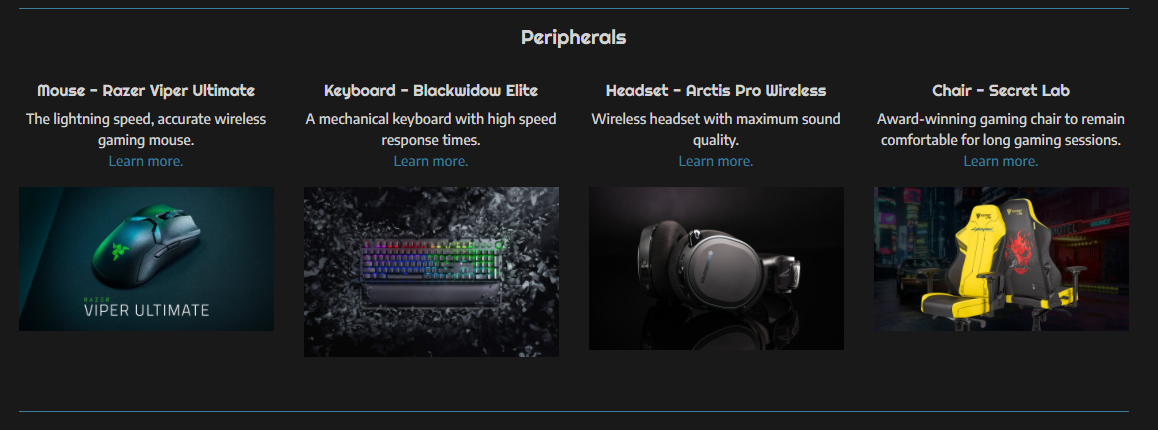 Peripherals
Mouse - Razer Viper Ultimate
The lightning speed, accurate wireless
gaming mouse.
Learn more.
RAZER
VIPER ULTIMATE
Keyboard - Blackwidow Elite
A mechanical keyboard with high speed
response times.
Learn more.
Headset - Arctis Pro Wireless
Wireless headset with maximum sound
quality.
Learn more.
Chair - Secret Lab
Award-winning gaming chair to remain
comfortable for long gaming sessions.
Learn more.